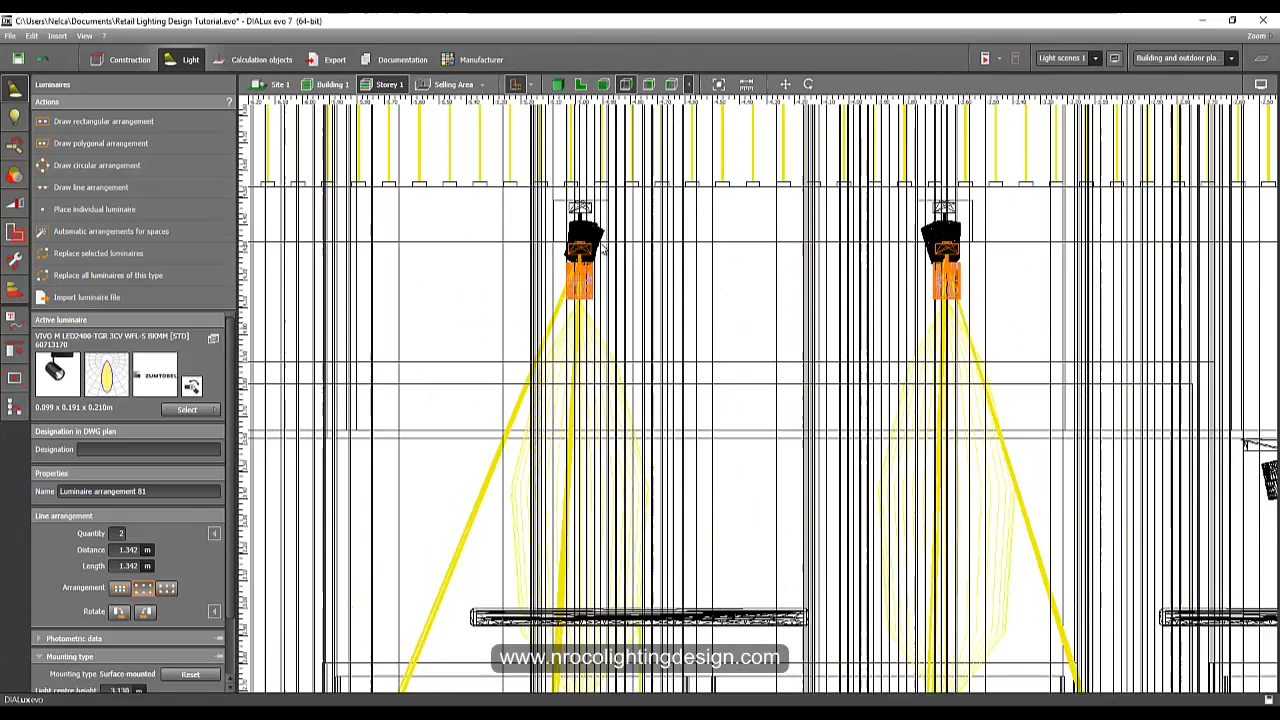 C:\Users\Nelca\Documents\Retail Lighting Design Tutorial.evo* - DIALux evo 7 (64-bit)
File Edit Insert View ? Zoom
Construction Light Calculation objects Export Documentation Manufacturer Light scenes 1 Building and outdoor pla...
Luminaires Site 1 Building 1 Storey 1 Selling Area
Actions ?
Draw rectangular arrangement
Draw polygonal arrangement
Draw circular arrangement
Draw line arrangement
Place individual luminaire
Automatic arrangements for spaces
Replace selected luminaires
Replace all luminaires of this type
Import luminaire file
Active luminaire
VIVO M LED2400-TGR 3CV WFL-S BKMM [STD]
60713170
ZUMTOBEL
0.099 x 0.191 x 0.210m Select
Designation in DWG plan
Designation
Properties
Name Luminaire arrangement 81
Line arrangement
Quantity 2
Distance 1.342 m
Length 1.342 m
Arrangement
Rotate
Photometric data
Mounting type
Mounting type Surface-mounted Reset
Light centre height 3.130 m
DIALux evo
www.nrocolightingdesign.com